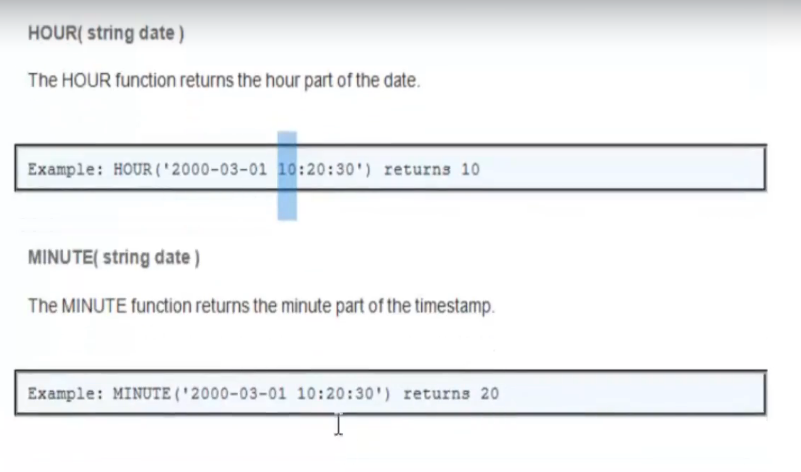 HOUR( string date )
The HOUR function returns the hour part of the date.
Example: HOUR('2000-03-01 10:20:30') returns 10
MINUTE( string date )
The MINUTE function returns the minute part of the timestamp.
Example: MINUTE('2000-03-01 10:20:30') returns 20